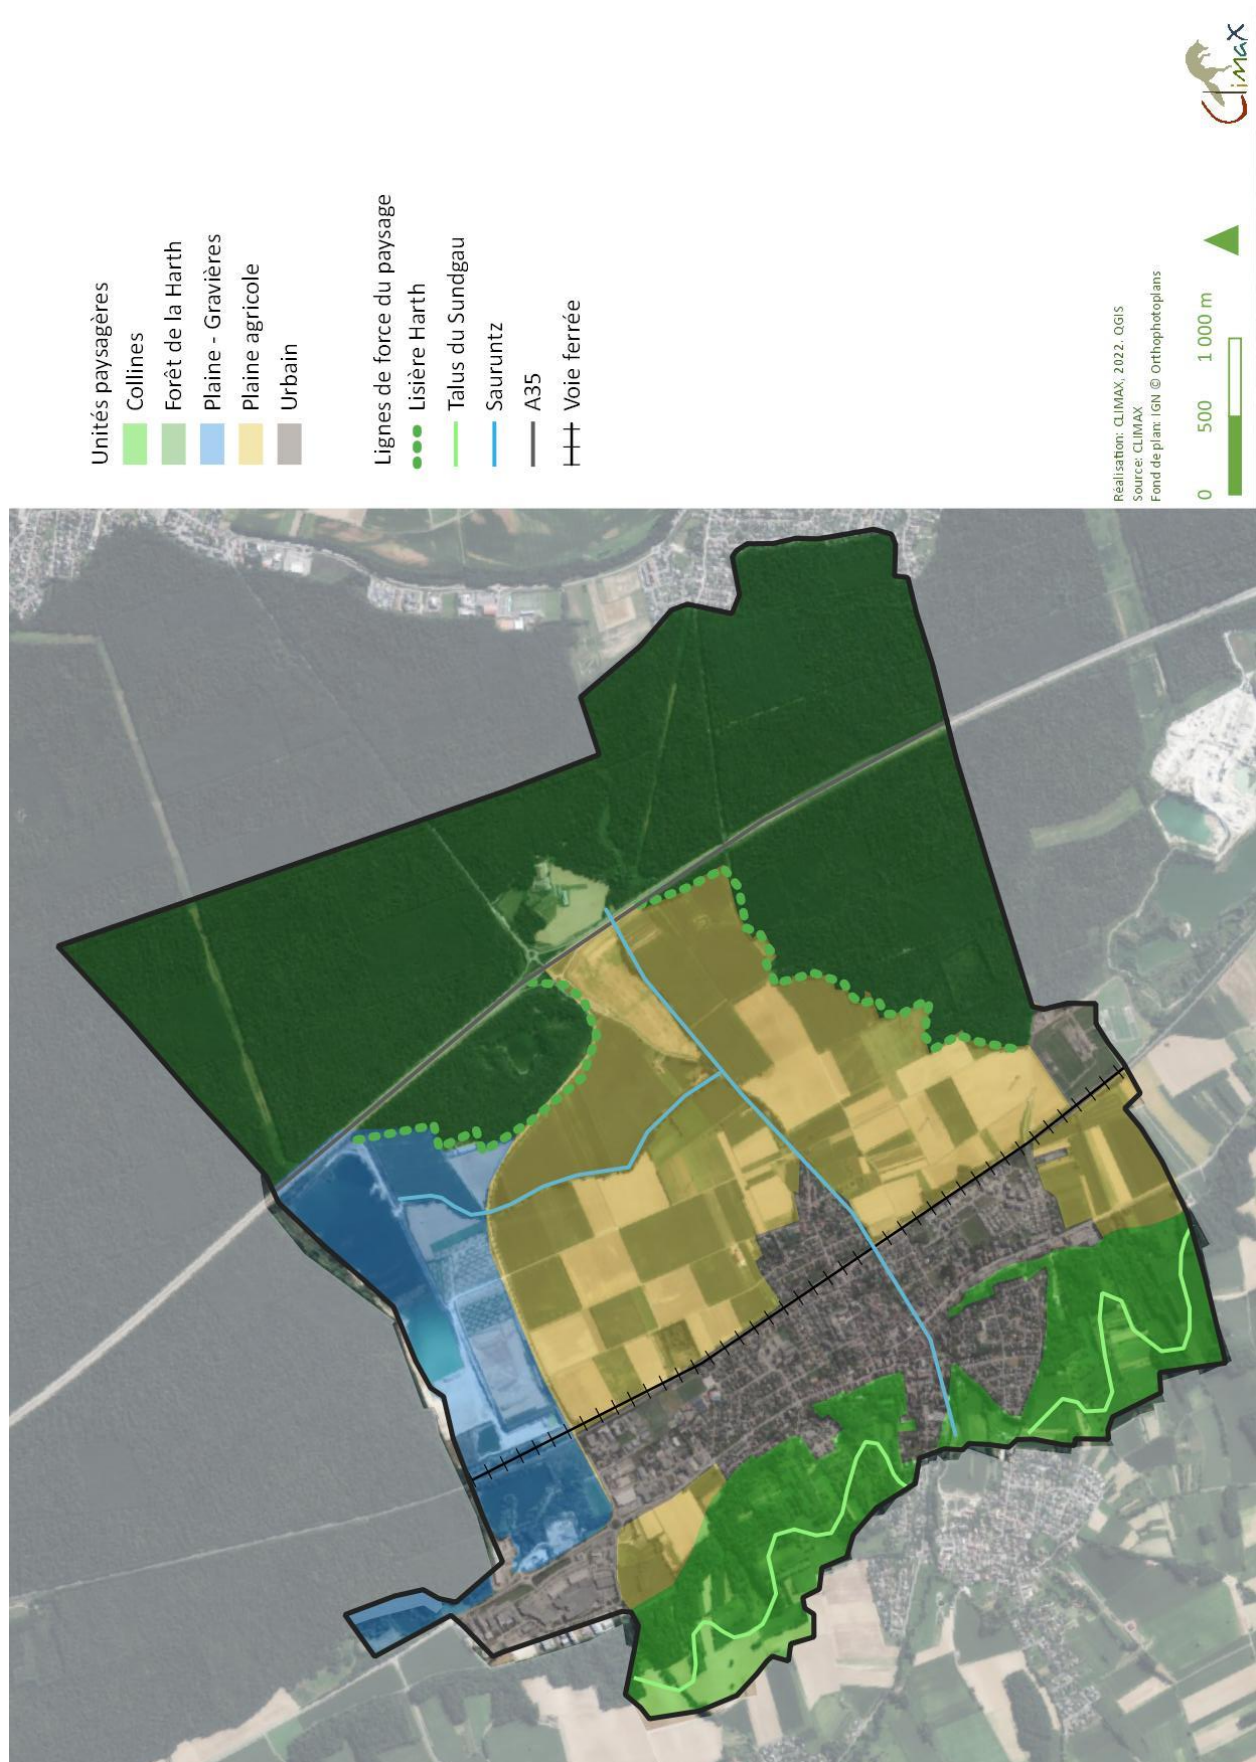 Unités paysagères
Collines
Forêt de la Harth
Plaine - Gravières
Plaine agricole
Urbain
Lignes de force du paysage
Lisière Harth
Talus du Sundgau
Sauruntz
A35
Voie ferrée
Réalisation: CLIMAX, 2022. QGIS
Source: CLIMAX
Fond de plan: IGN © Orthophotoplans
0 500 1 000 m
CliMaX